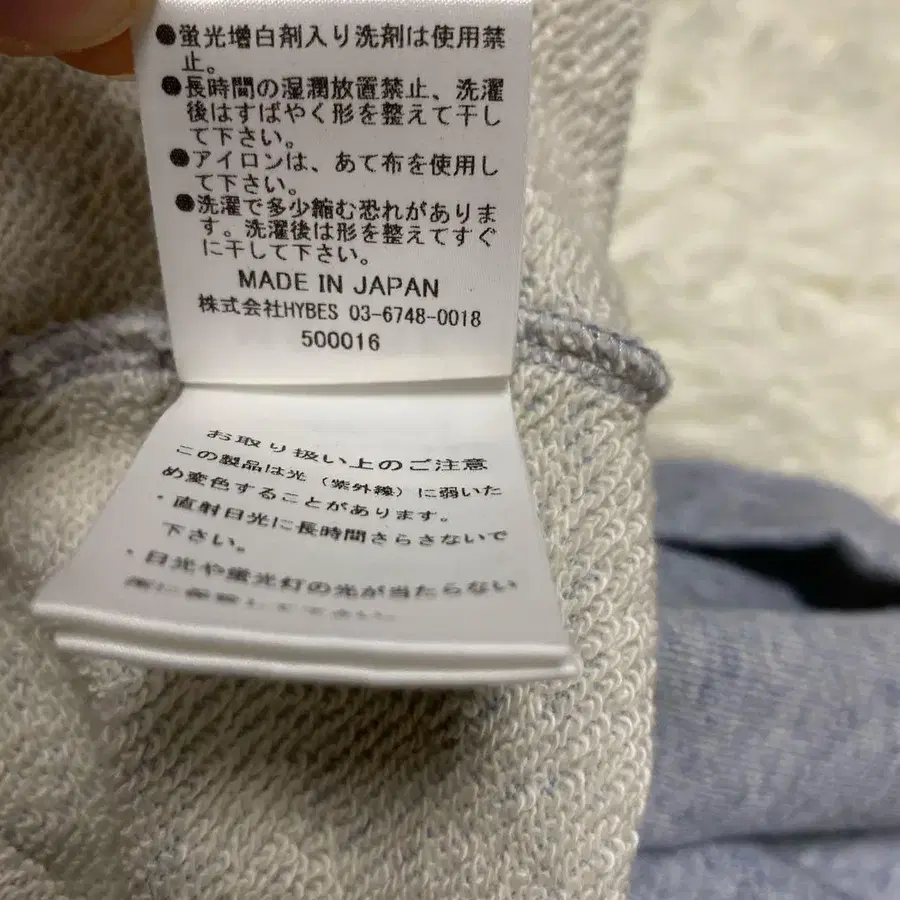 ●蛍光増白剤入り洗剤は使用禁
止。
●長時間の湿潤放置禁止、洗濯
後はすばやく形を整えて干し
て下さい。
●アイロンは、あて布を使用し
て下さい。
●洗濯で多少縮む恐れがありま
す。洗濯後は形を整えてすぐ
に干して下さい。
MADE IN JAPAN
株式会社HYBES 03-6748-0018
500016
お取り扱い上のご注意
この製品は光（紫外線）に弱いた
め変色することがあります。
・直射日光に長時間さらさないで
下さい。
・日光や蛍光灯の光が当たらない
して下さい。